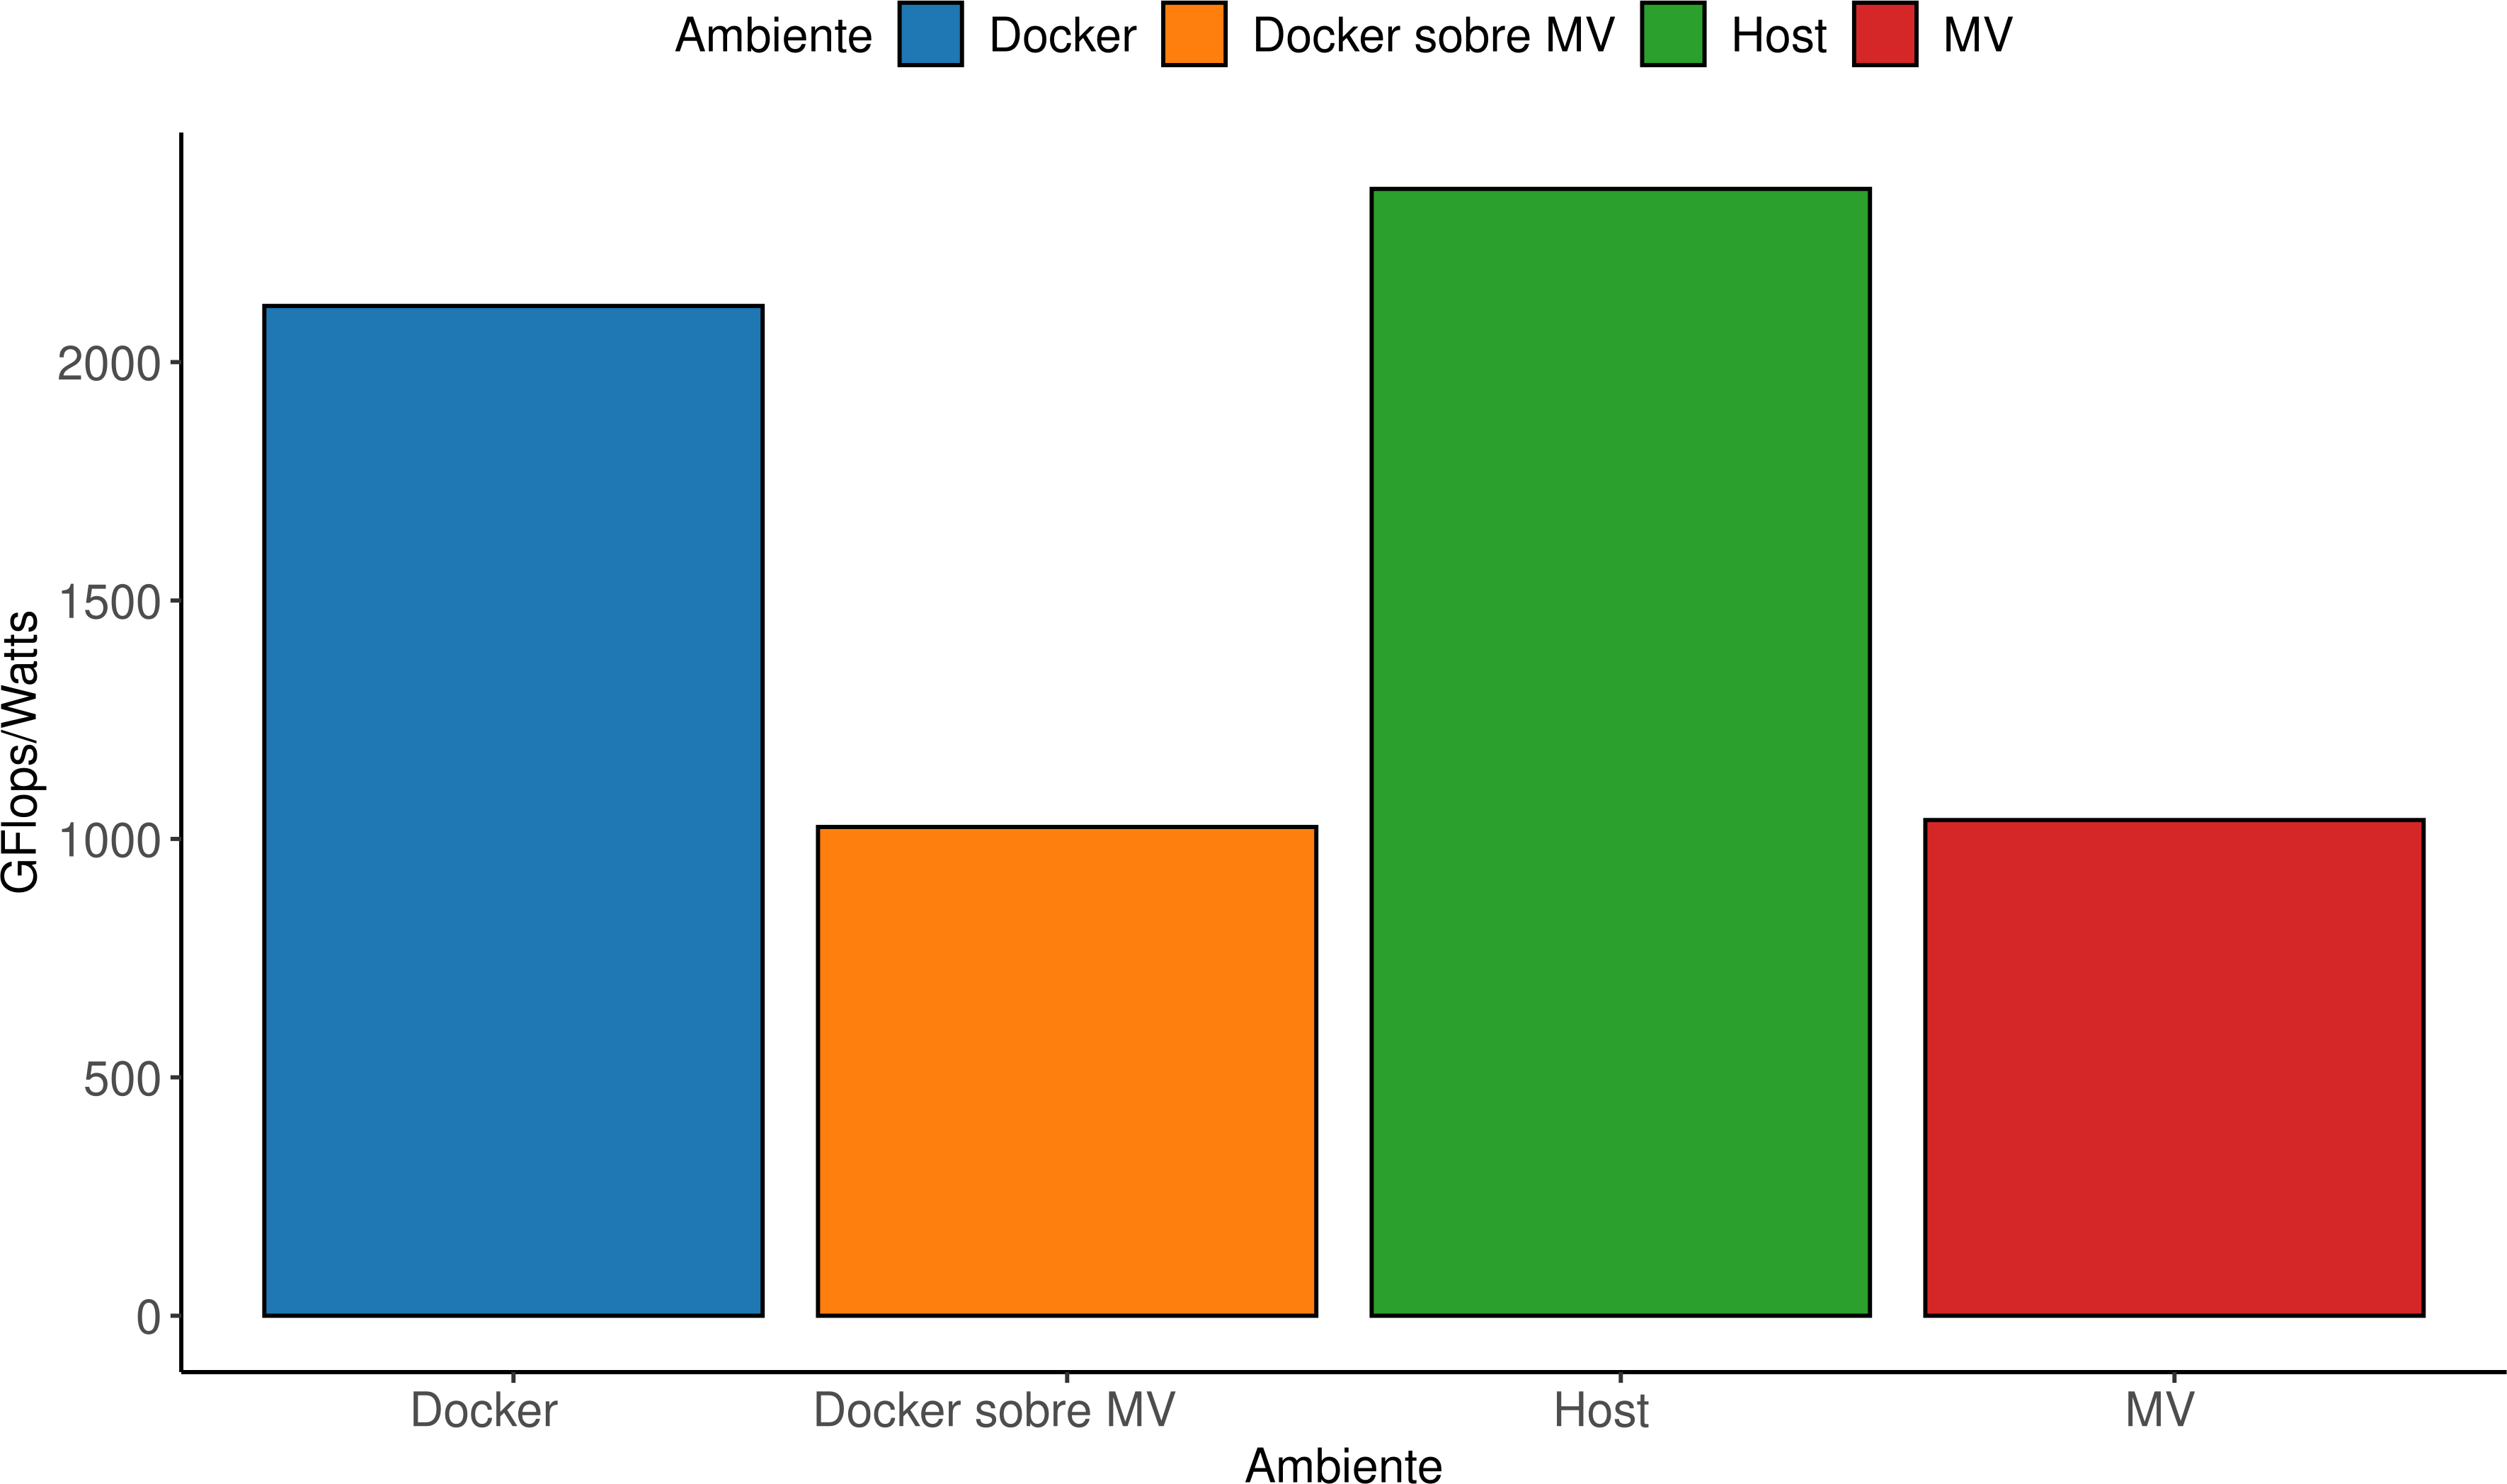 Ambiente Docker Docker sobre MV Host MV
GFlops/Watts
2000
1500
1000
500
0
Docker Docker sobre MV Host MV
Ambiente